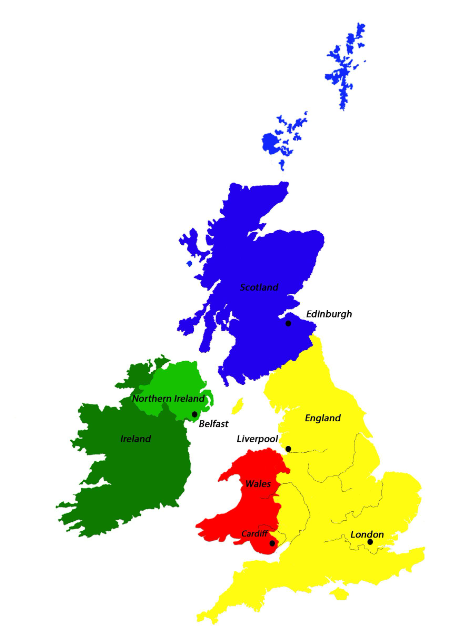 Scotland
Edinburgh
Northern Ireland
England
Belfast
Ireland
Liverpool
Wales
Cardiff
London